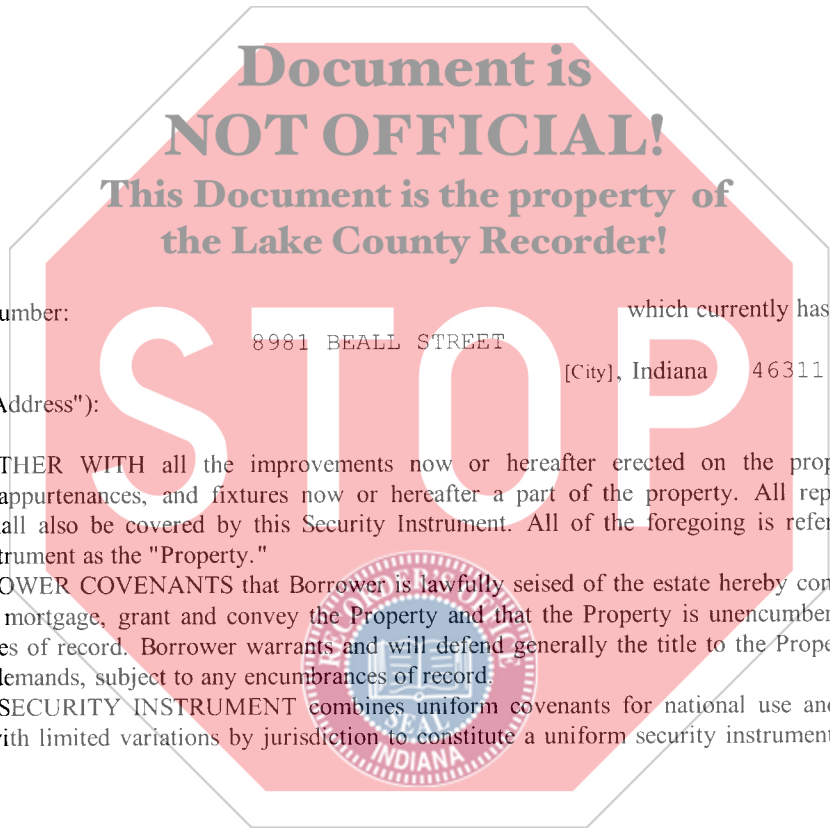 Document is
NOT OFFICIAL!
This Document is the property of
the Lake County Recorder!
STOP
umber: which currently has
8981 BEALL STREET
[City], Indiana 46311
Address"):
THER WITH all the improvements now or hereafter erected on the prop
appurtenances, and fixtures now or hereafter a part of the property. All rep
all also be covered by this Security Instrument. All of the foregoing is refer
trument as the "Property."
OWER COVENANTS that Borrower is lawfully seised of the estate hereby con
mortgage, grant and convey the Property and that the Property is unencumber
es of record. Borrower warrants and will defend generally the title to the Prope
demands, subject to any encumbrances of record.
SECURITY INSTRUMENT combines uniform covenants for national use and
with limited variations by jurisdiction to constitute a uniform security instrument
RECORDER'S OFFICE
SEAL
INDIANA